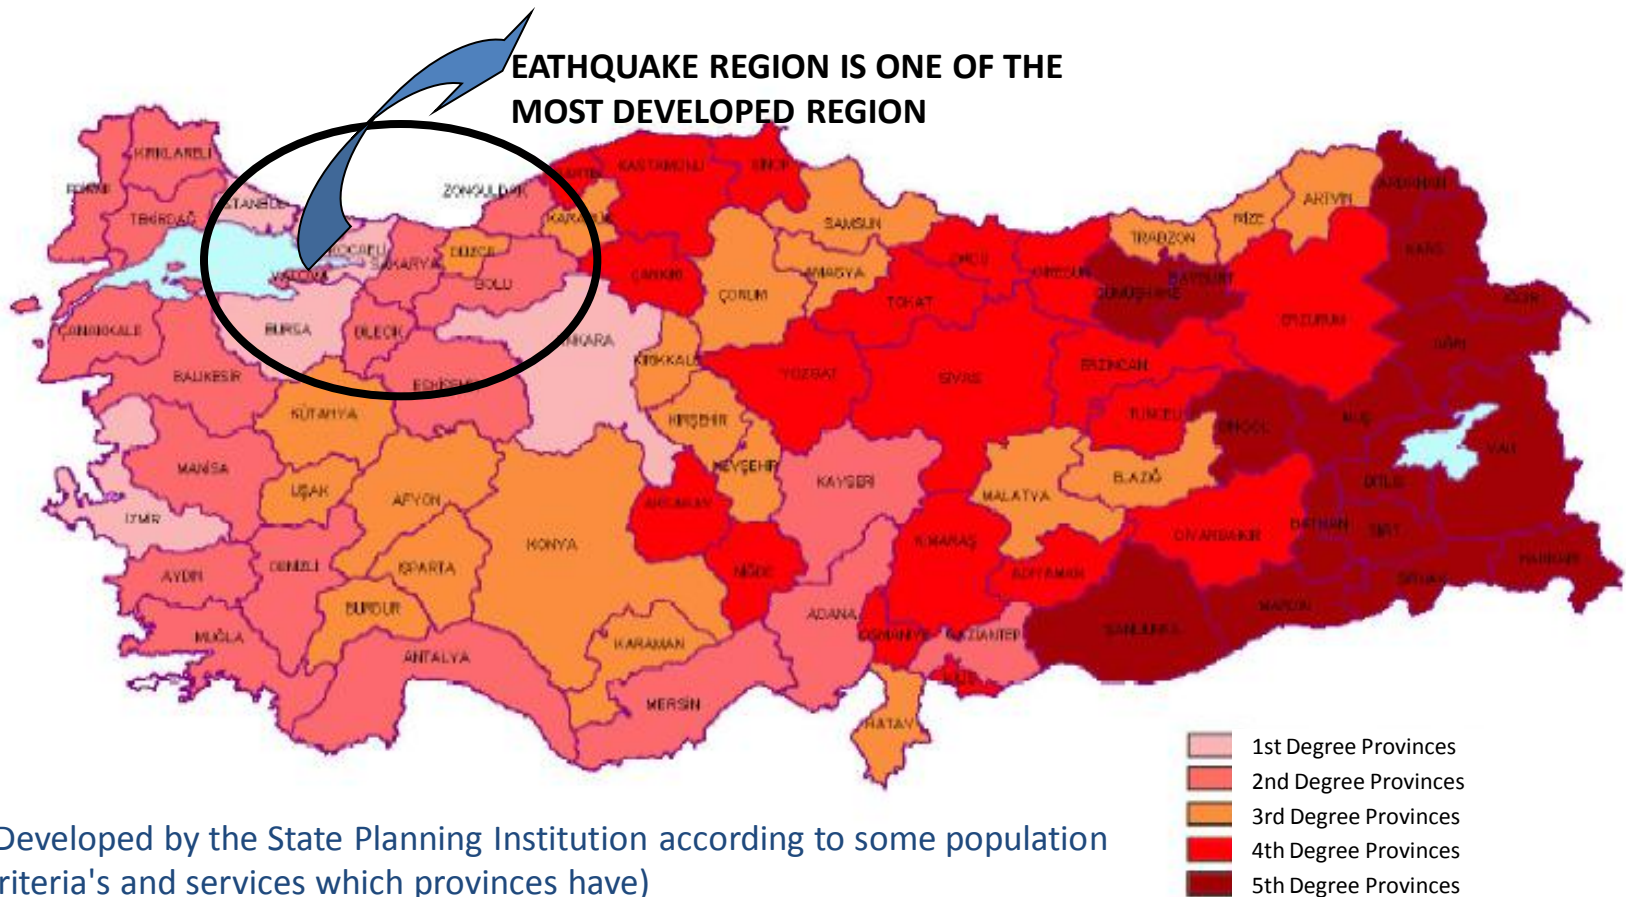 EATHQUAKE REGION IS ONE OF THE
MOST DEVELOPED REGION
KIRKLARELİ
TEKİRDAĞ
ZONGULDAK
KASTAMONU
SİNOP
SAMSUN
ARTVİN
RİZE
TRABZON
ARDAHAN
KARS
KOCAELİ
SAKARYA
DÜZCE
BOLU
ÇANKIRI
ÇORUM
AMASYA
TOKAT
ORDU
GİRESUN
GÜMÜŞHANE
BAYBURT
ERZURUM
IĞDIR
AĞRI
ÇANAKKALE
BURSA
BİLECİK
ANKARA
KIRIKKALE
YOZGAT
SİVAS
ERZİNCAN
BALIKESİR
ESKİŞEHİR
KÜTAHYA
KIRŞEHİR
TUNCELİ
BİNGÖL
MUŞ
VAN
MANİSA
UŞAK
AFYON
NEVŞEHİR
KAYSERİ
MALATYA
ELAZIĞ
BİTLİS
İZMİR
KONYA
AKSARAY
K.MARAŞ
DİYARBAKIR
BATMAN
SİİRT
AYDIN
DENİZLİ
ISPARTA
NİĞDE
ADIYAMAN
HAKKARİ
ŞIRNAK
BURDUR
ADANA
MARDİN
MUĞLA
ANTALYA
KARAMAN
OSMANİYE
GAZİANTEP
ŞANLIURFA
MERSİN
HATAY
1st Degree Provinces
2nd Degree Provinces
3rd Degree Provinces
4th Degree Provinces
5th Degree Provinces
Developed by the State Planning Institution according to some population
riteria's and services which provinces have)